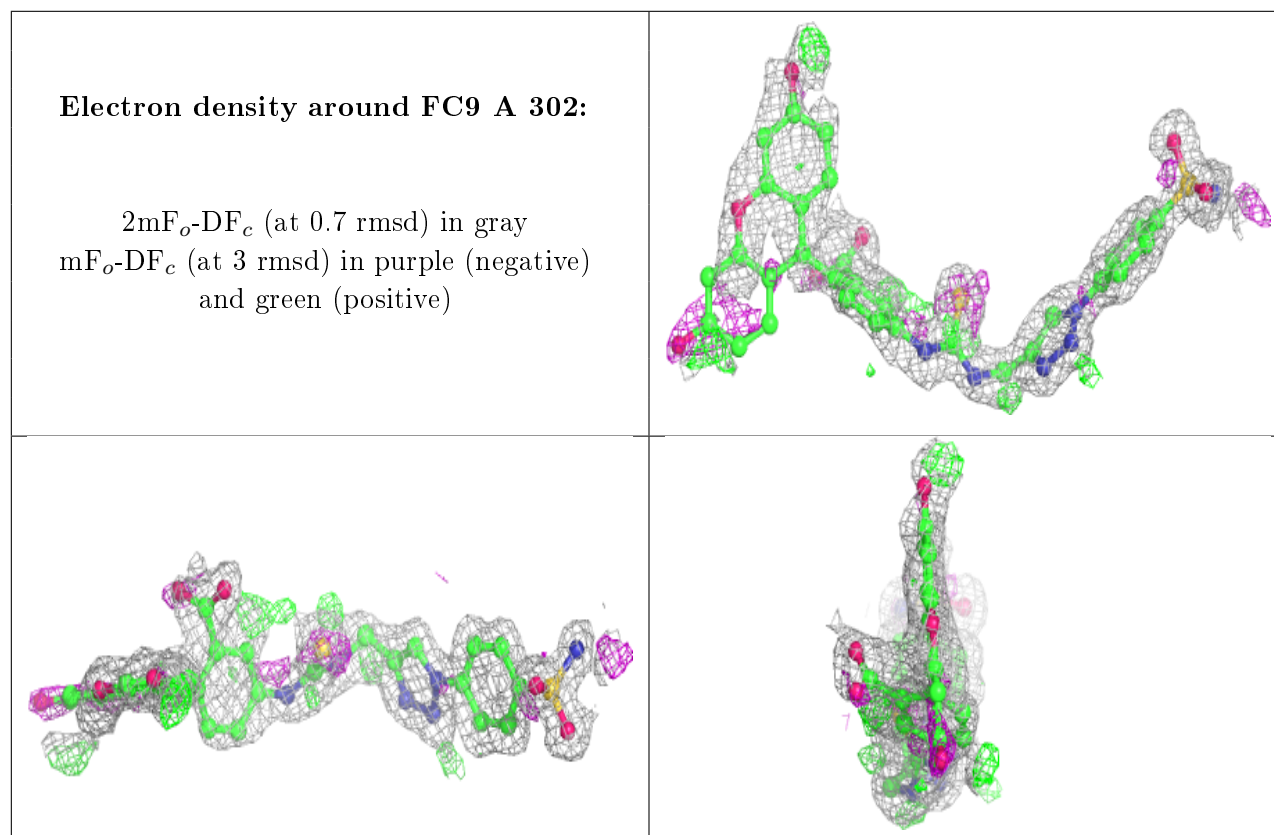 Electron density around FC9 A 302:
2mFo-DFc (at 0.7 rmsd) in gray
mFo-DFc (at 3 rmsd) in purple (negative)
and green (positive)